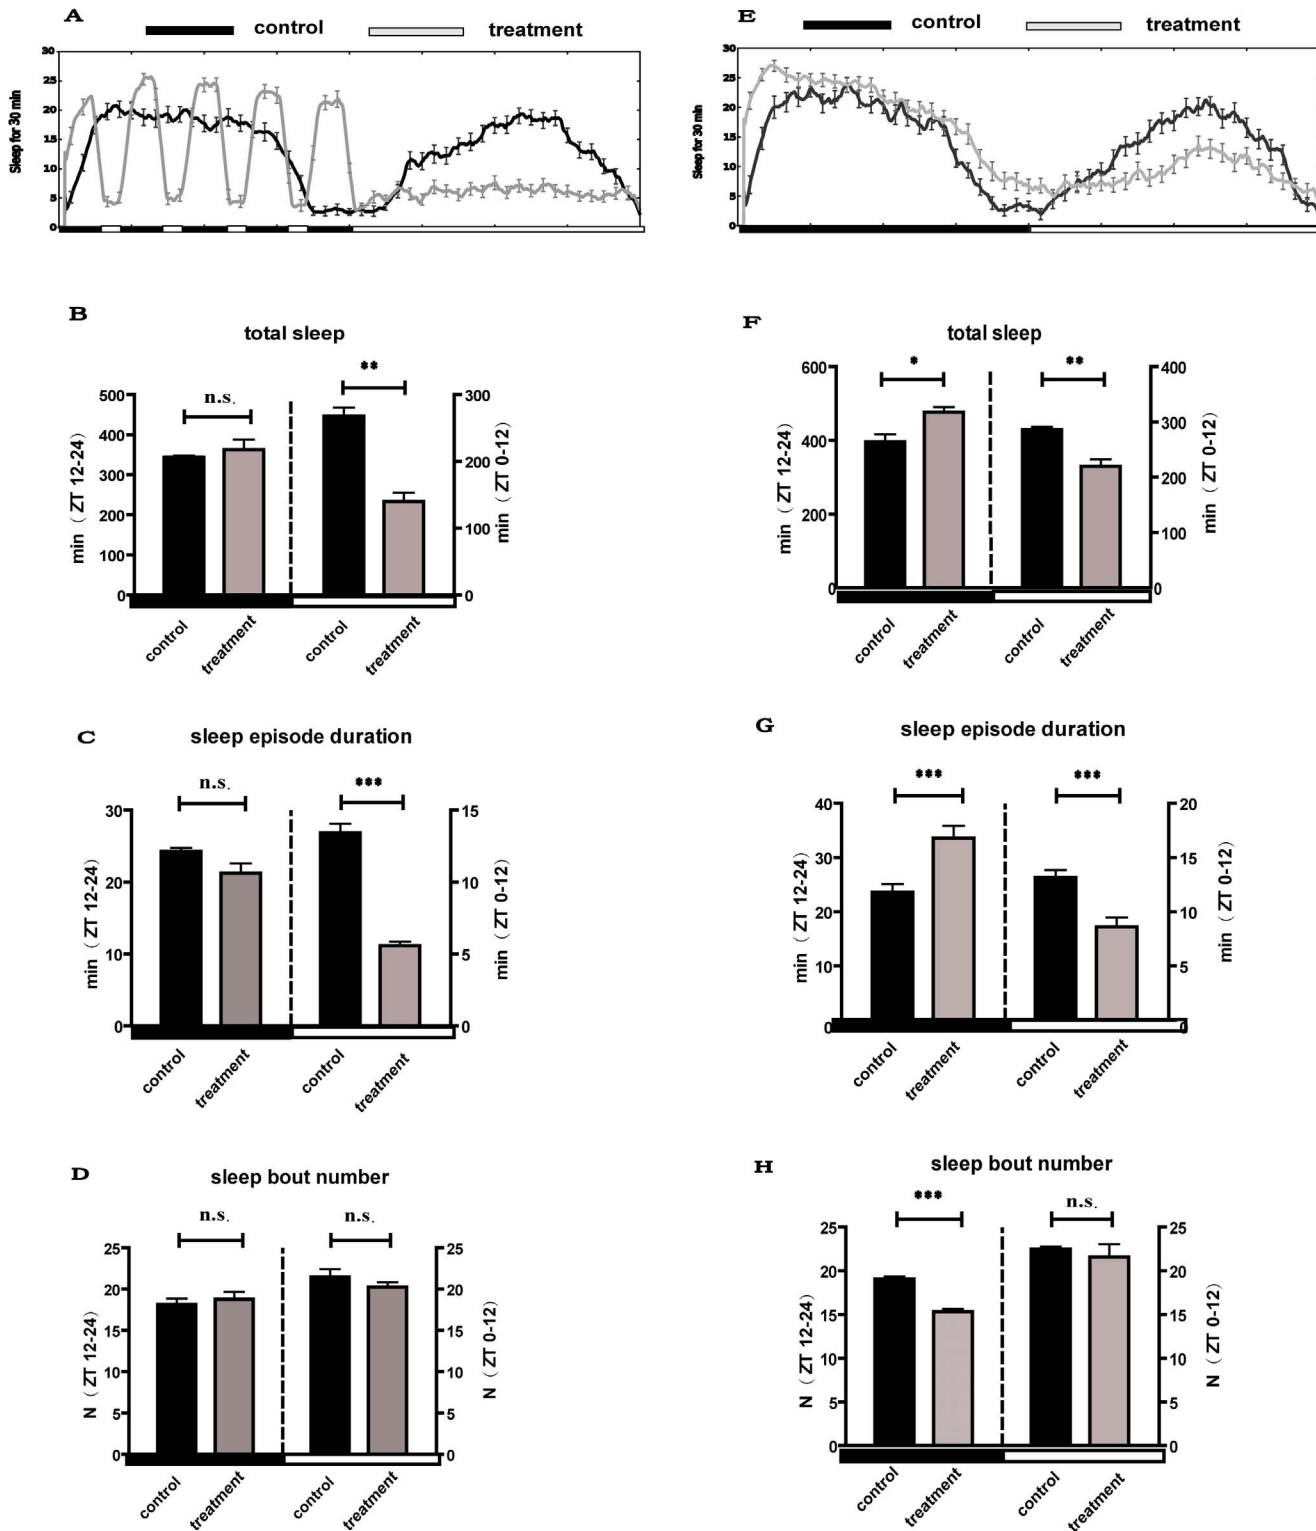 A
control
treatment
Sleep for 30 min
30
25
20
15
10
5
0
B
total sleep
n.s.
**
min ( ZT 12-24)
500
400
300
200
100
0
300
200
100
0
min ( ZT 0-12)
control
treatment
control
treatment
C
sleep episode duration
n.s.
***
min ( ZT 12-24)
30
20
10
0
15
10
5
0
min ( ZT 0-12)
control
treatment
control
treatment
D
sleep bout number
n.s.
n.s.
N ( ZT 12-24)
25
20
15
10
5
0
25
20
15
10
5
0
N ( ZT 0-12)
control
treatment
control
treatment
E
control
treatment
Sleep for 30 min
30
25
20
15
10
5
0
F
total sleep
*
**
min ( ZT 12-24)
600
400
200
0
400
300
200
100
0
min ( ZT 0-12)
control
treatment
control
treatment
G
sleep episode duration
***
***
min ( ZT 12-24)
40
30
20
10
0
20
15
10
5
0
min ( ZT 0-12)
control
treatment
control
treatment
H
sleep bout number
***
n.s.
N ( ZT 12-24)
25
20
15
10
5
0
25
20
15
10
5
0
N ( ZT 0-12)
control
treatment
control
treatment